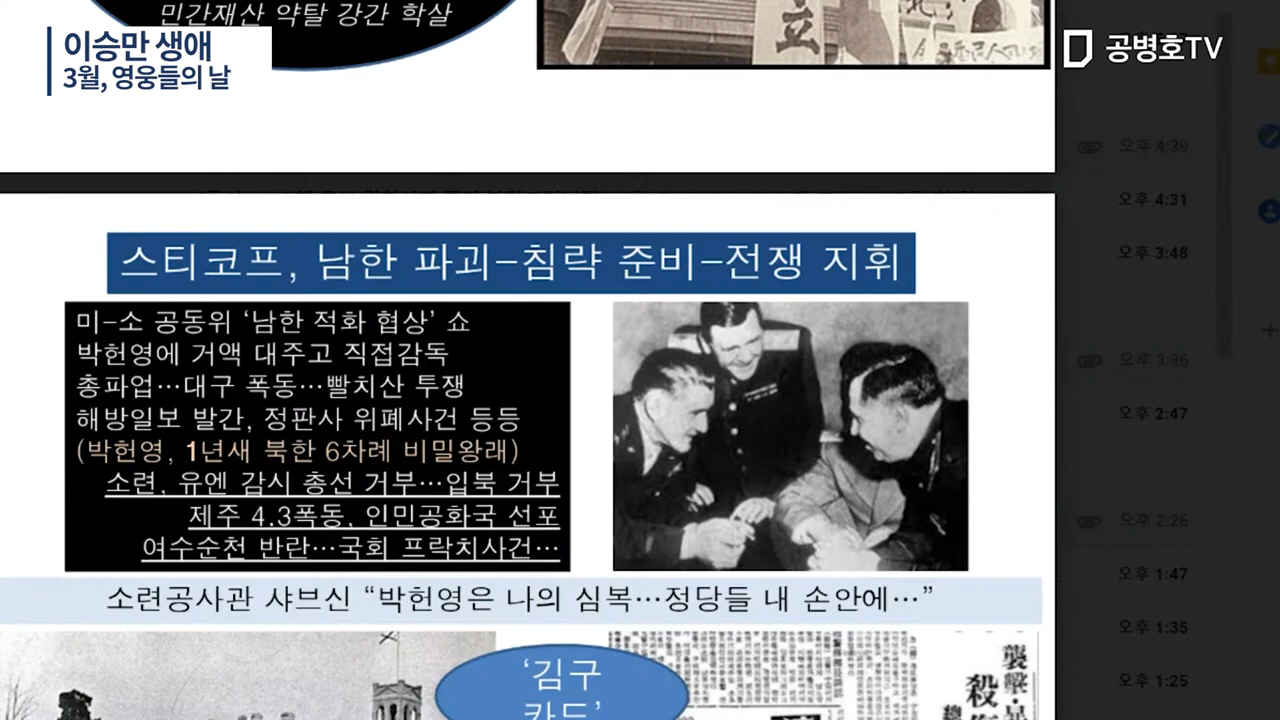 민간재산 약탈 강간 학살
이승만 생애
3월, 영웅들의 날
공병호TV
立
오후 4:39
오후 4:31
오후 3:48
오후 3:36
오후 2:47
오후 2:26
오후 1:47
오후 1:35
오후 1:25
스티코프, 남한 파괴-침략 준비-전쟁 지휘
미-소 공동위 ‘남한 적화 협상’ 쇼
박헌영에 거액 대주고 직접감독
총파업…대구 폭동…빨치산 투쟁
해방일보 발간, 정판사 위폐사건 등등
(박헌영, 1년새 북한 6차례 비밀왕래)
소련, 유엔 감시 총선 거부…입북 거부
제주 4.3폭동, 인민공화국 선포
여수순천 반란…국회 프락치사건…
소련공사관 샤브신 “박헌영은 나의 심복…정당들 내 손안에…”
‘김구
카드’
襲擊
殺